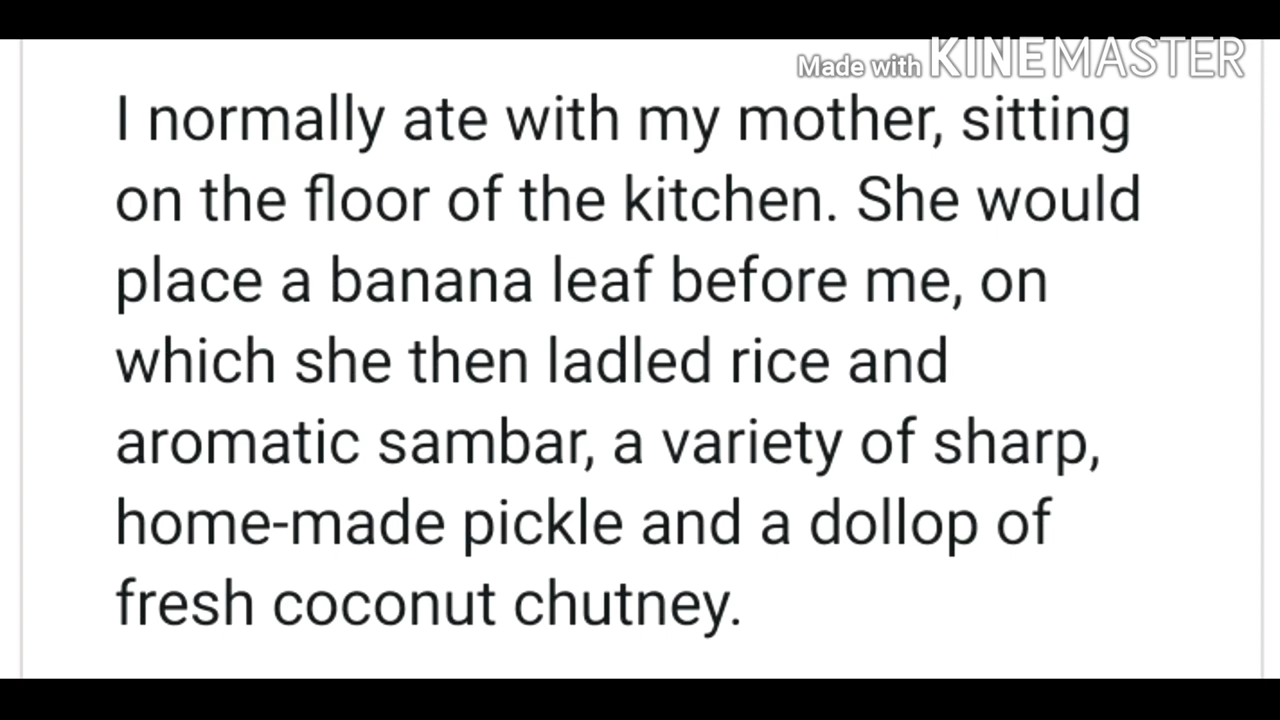 Made with KINEMASTER
I normally ate with my mother, sitting
on the floor of the kitchen. She would
place a banana leaf before me, on
which she then ladled rice and
aromatic sambar, a variety of sharp,
home-made pickle and a dollop of
fresh coconut chutney.